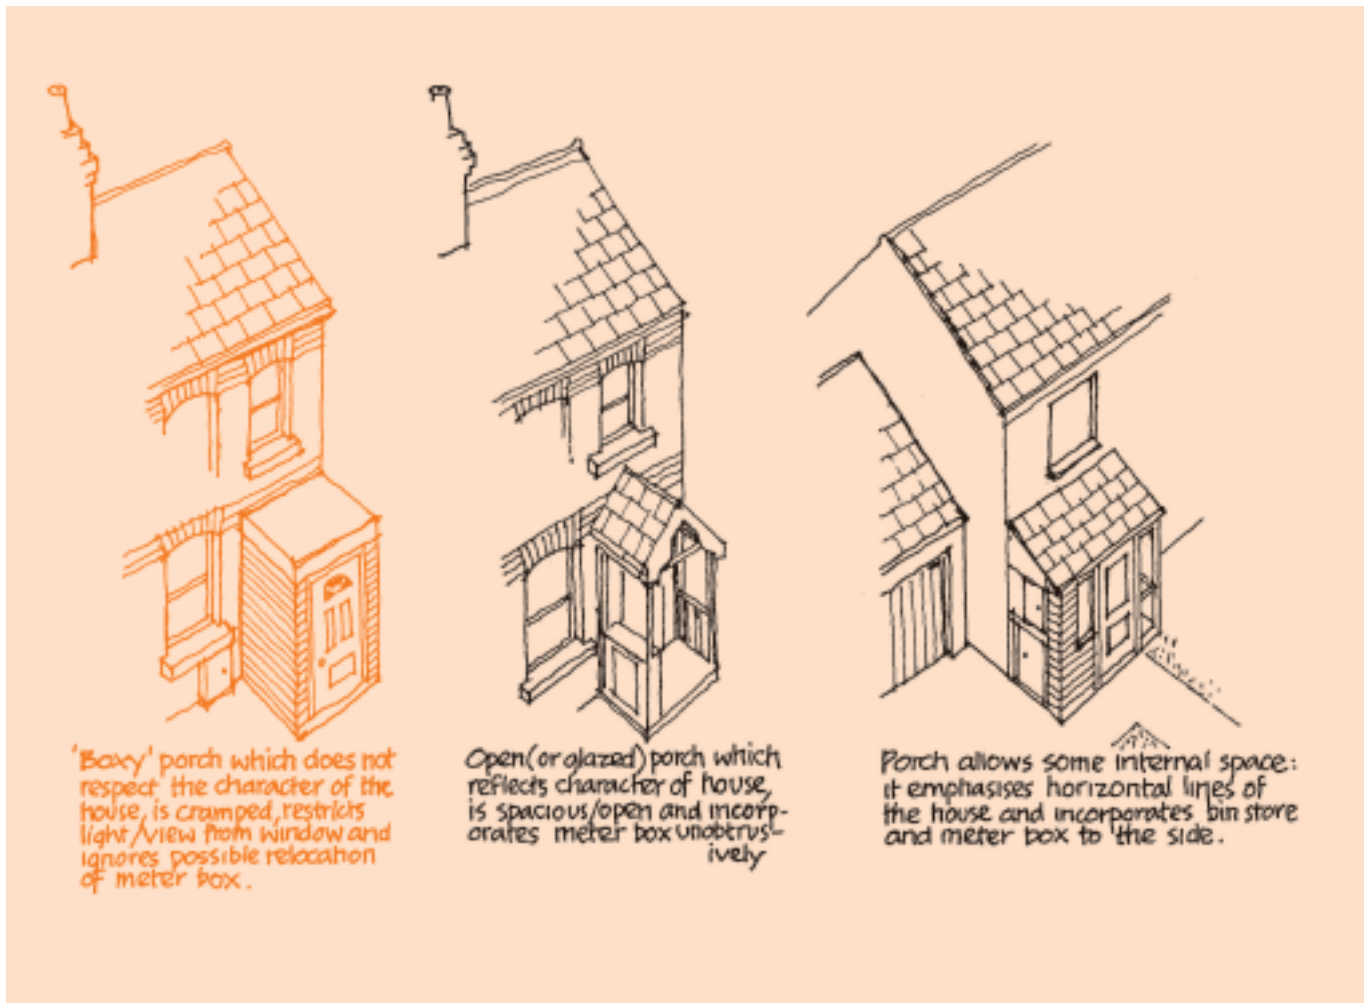 'Boxy' porch which does not
respect the character of the
house, is cramped, restricts
light/view from window and
ignores possible relocation
of meter box.
Open (or glazed) porch which
reflects character of house,
is spacious/open and incorp-
orates meter box unobtrus-
ively
Porch allows some internal space:
it emphasises horizontal lines of
the house and incorporates bin store
and meter box to the side.